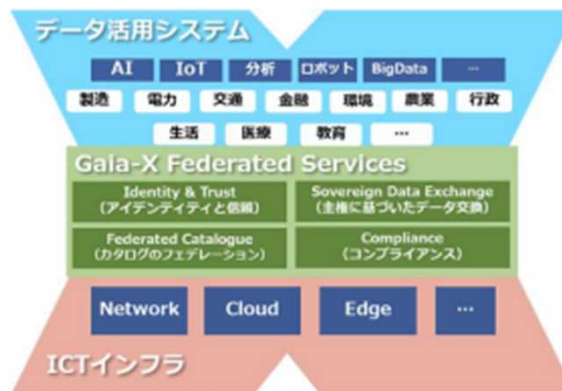 データ活用システム
AI IoT 分析 ロボット BigData …
製造 電力 交通 金融 環境 農業 行政
生活 医療 教育 …
Gaia-X Federated Services
Identity & Trust
(アイデンティティと信頼)
Sovereign Data Exchange
(主権に基づいたデータ交換)
Federated Catalogue
(カタログのフェデレーション)
Compliance
(コンプライアンス)
Network Cloud Edge …
ICTインフラ